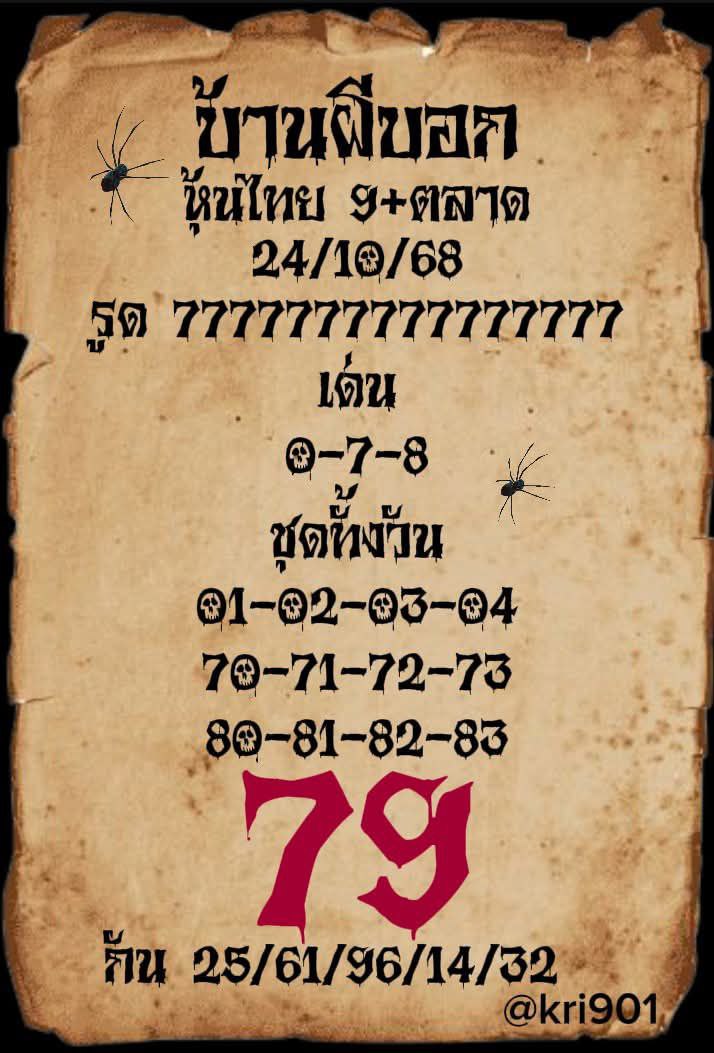 บ้านผีบอก
หุ้นไทย 9+ตลาด
24/10/68
รูด 7777777777777777
เด่น
0-7-8
ชุดทั้งวัน
01-02-03-04
70-71-72-73
80-81-82-83
79
กัน 25/61/96/14/32
@kri901